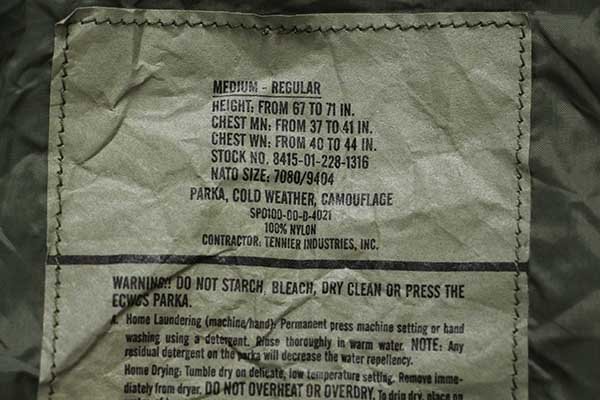 MEDIUM - REGULAR
HEIGHT: FROM 67 TO 71 IN.
CHEST MN: FROM 37 TO 41 IN.
CHEST WN: FROM 40 TO 44 IN.
STOCK NO. 8415-01-228-1316
NATO SIZE: 7080/9404
PARKA, COLD WEATHER, CAMOUFLAGE
SPO100-00-D-4021
100% NYLON
CONTRACTOR: TENNIER INDUSTRIES, INC.
WARNING!! DO NOT STARCH, BLEACH, DRY CLEAN OR PRESS THE
ECWCS PARKA.
Home Laundering (machine/hand): Permanent press machine setting or hand
washing using a detergent. Rinse thoroughly in warm water. NOTE: Any
residual detergent on the parka will decrease the water repellency.
Home Drying: Tumble dry on delicate, low temperature setting. Remove imme-
diately from dryer. DO NOT OVERHEAT OR OVERDRY. To drip dry, place on